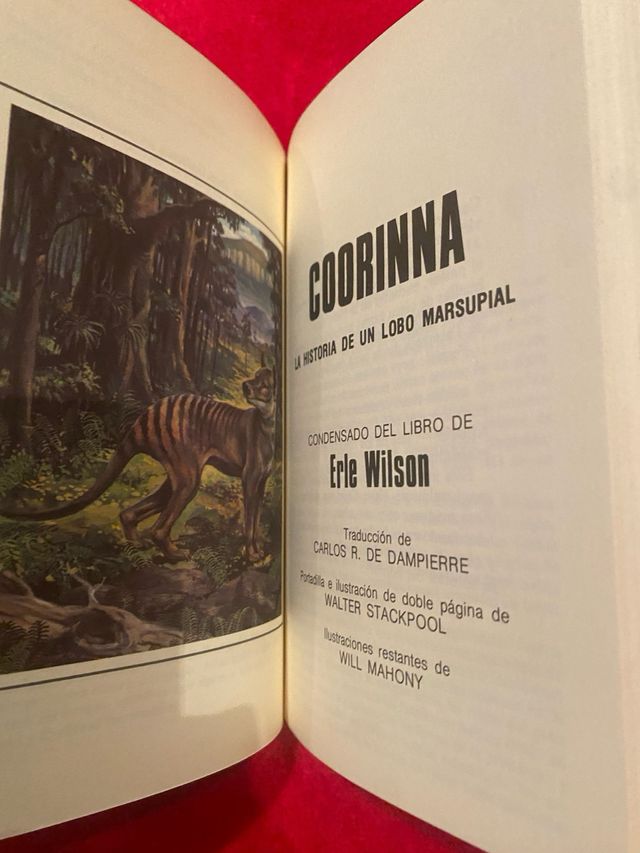 COORINNA
LA HISTORIA DE UN LOBO MARSUPIAL
CONDENSADO DEL LIBRO DE
Erle Wilson
Traducción de
CARLOS R. DE DAMPIERRE
Portadilla e ilustración de doble página de
WALTER STACKPOOL
Ilustraciones restantes de
WILL MAHONY